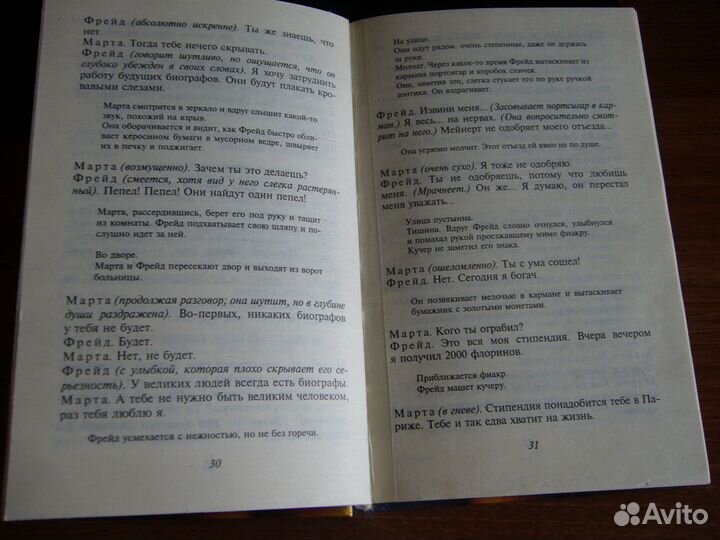 Фрейд (абсолютно искренне). Ты же знаешь, что
нет.
Марта. Тогда тебе нечего скрывать.
Фрейд (говорит шутливо, но ощущается, что он
глубоко убежден в своих словах). Я хочу затруднить
работу будущих биографов. Они будут плакать кро-
вавыми слезами.
Марта смотрится в зеркало и вдруг слышит какой-то
звук, похожий на взрыв.
Она оборачивается и видит, как Фрейд быстро обли-
вает керосином бумаги в мусорном ведре, швыряет
их в печку и поджигает.
Марта (возмущенно). Зачем ты это делаешь?
Фрейд (смеется, хотя вид у него слегка растерян-
ный). Пепел! Пепел! Они найдут один пепел!
Марта, рассердившись, берет его под руку и тащит
из комнаты. Фрейд подхватывает свою шляпу и по-
слушно идет за ней.
Во дворе.
Марта и Фрейд пересекают двор и выходят из ворот
больницы.
Марта (продолжая разговор; она шутит, но в глубине
души раздражена). Во-первых, никаких биографов
у тебя не будет.
Фрейд. Будет.
Марта. Нет, не будет.
Фрейд (с улыбкой, которая плохо скрывает его се-
рьезность). У великих людей всегда есть биографы.
Марта. А тебе не нужно быть великим человеком,
раз тебя люблю я.
Фрейд усмехается с нежностью, но не без горечи.
30
На улице.
Они идут рядом, очень степенные, даже не держась
за руки.
Молчат. Через какое-то время Фрейд вытаскивает из
кармана портсигар и коробок спичек.
Она, заметив это, слегка стукает его по руке ручкой
зонтика. Он вздрагивает.
Фрейд. Извини меня... (Засовывает портсигар в кар-
ман.) Я весь... на нервах. (Она вопросительно смот-
рит на него.) Мейнерт не одобряет моего отъезда...
Она угрюмо молчит. Этот отъезд ей явно не по душе.
Марта (очень сухо). Я тоже не одобряю.
Фрейд. Ты не одобряешь, потому что любишь
меня. (Мрачнеет.) Он же... Я думаю, он перестал
меня уважать...
Улица пустынна.
Тишина. Вдруг Фрейд словно очнулся, улыбнулся
и помахал рукой проезжавшему мимо фиакру.
Кучер не заметил его знака.
Марта (ошеломленно). Ты с ума сошел!
Фрейд. Нет. Сегодня я богач.
Он позвякивает мелочью в кармане и вытаскивает
бумажник с золотыми монетами.
Марта. Кого ты ограбил?
Фрейд. Это вся моя стипендия. Вчера вечером
я получил 2000 флоринов.
Приближается фиакр.
Фрейд машет кучеру.
Марта (в гневе). Стипендия понадобится тебе в Па-
риже. Тебе и так едва хватит на жизнь.
31
Avito